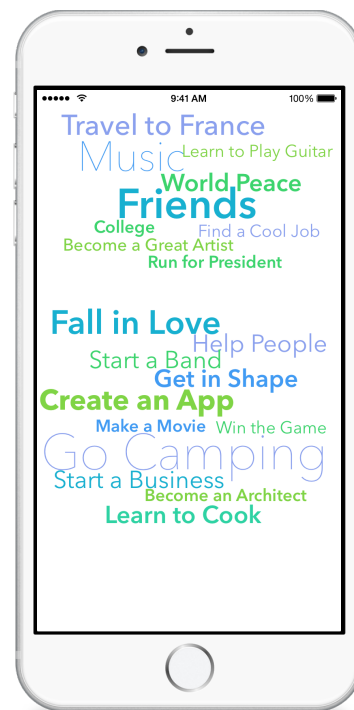 9:41 AM
100%
Travel to France
Music
Learn to Play Guitar
World Peace
Friends
College
Find a Cool Job
Become a Great Artist
Run for President
Fall in Love
Help People
Start a Band
Get in Shape
Create an App
Make a Movie
Win the Game
Go Camping
Start a Business
Become an Architect
Learn to Cook